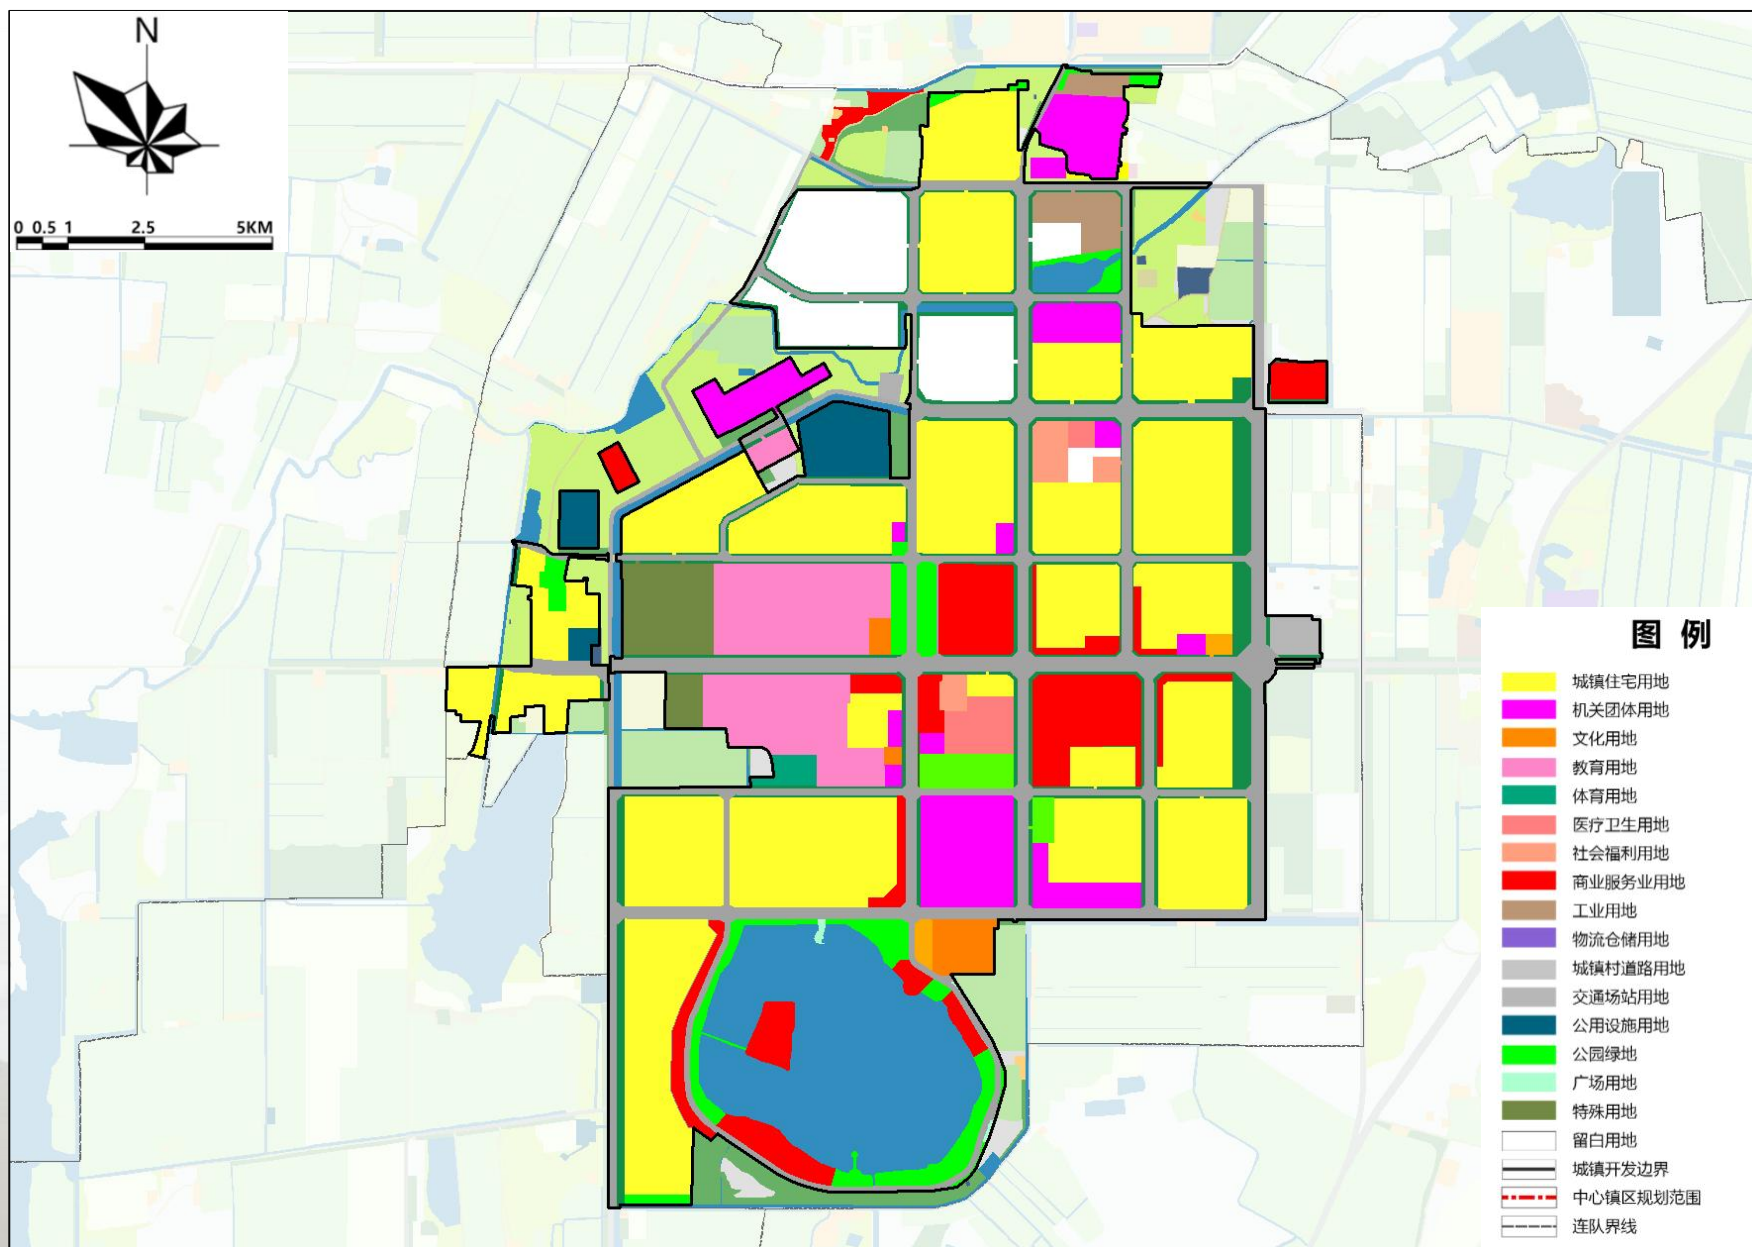 N
0 0.5 1 2.5 5KM
图 例
城镇住宅用地
机关团体用地
文化用地
教育用地
体育用地
医疗卫生用地
社会福利用地
商业服务业用地
工业用地
物流仓储用地
城镇村道路用地
交通场站用地
公用设施用地
公园绿地
广场用地
特殊用地
留白用地
城镇开发边界
中心镇区规划范围
连队界线